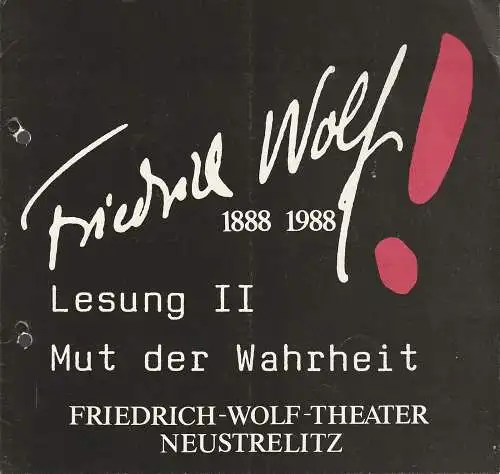 Friedrich Wolf!
1888 1988
Lesung II
Mut der Wahrheit
FRIEDRICH-WOLF-THEATER
NEUSTRELITZ